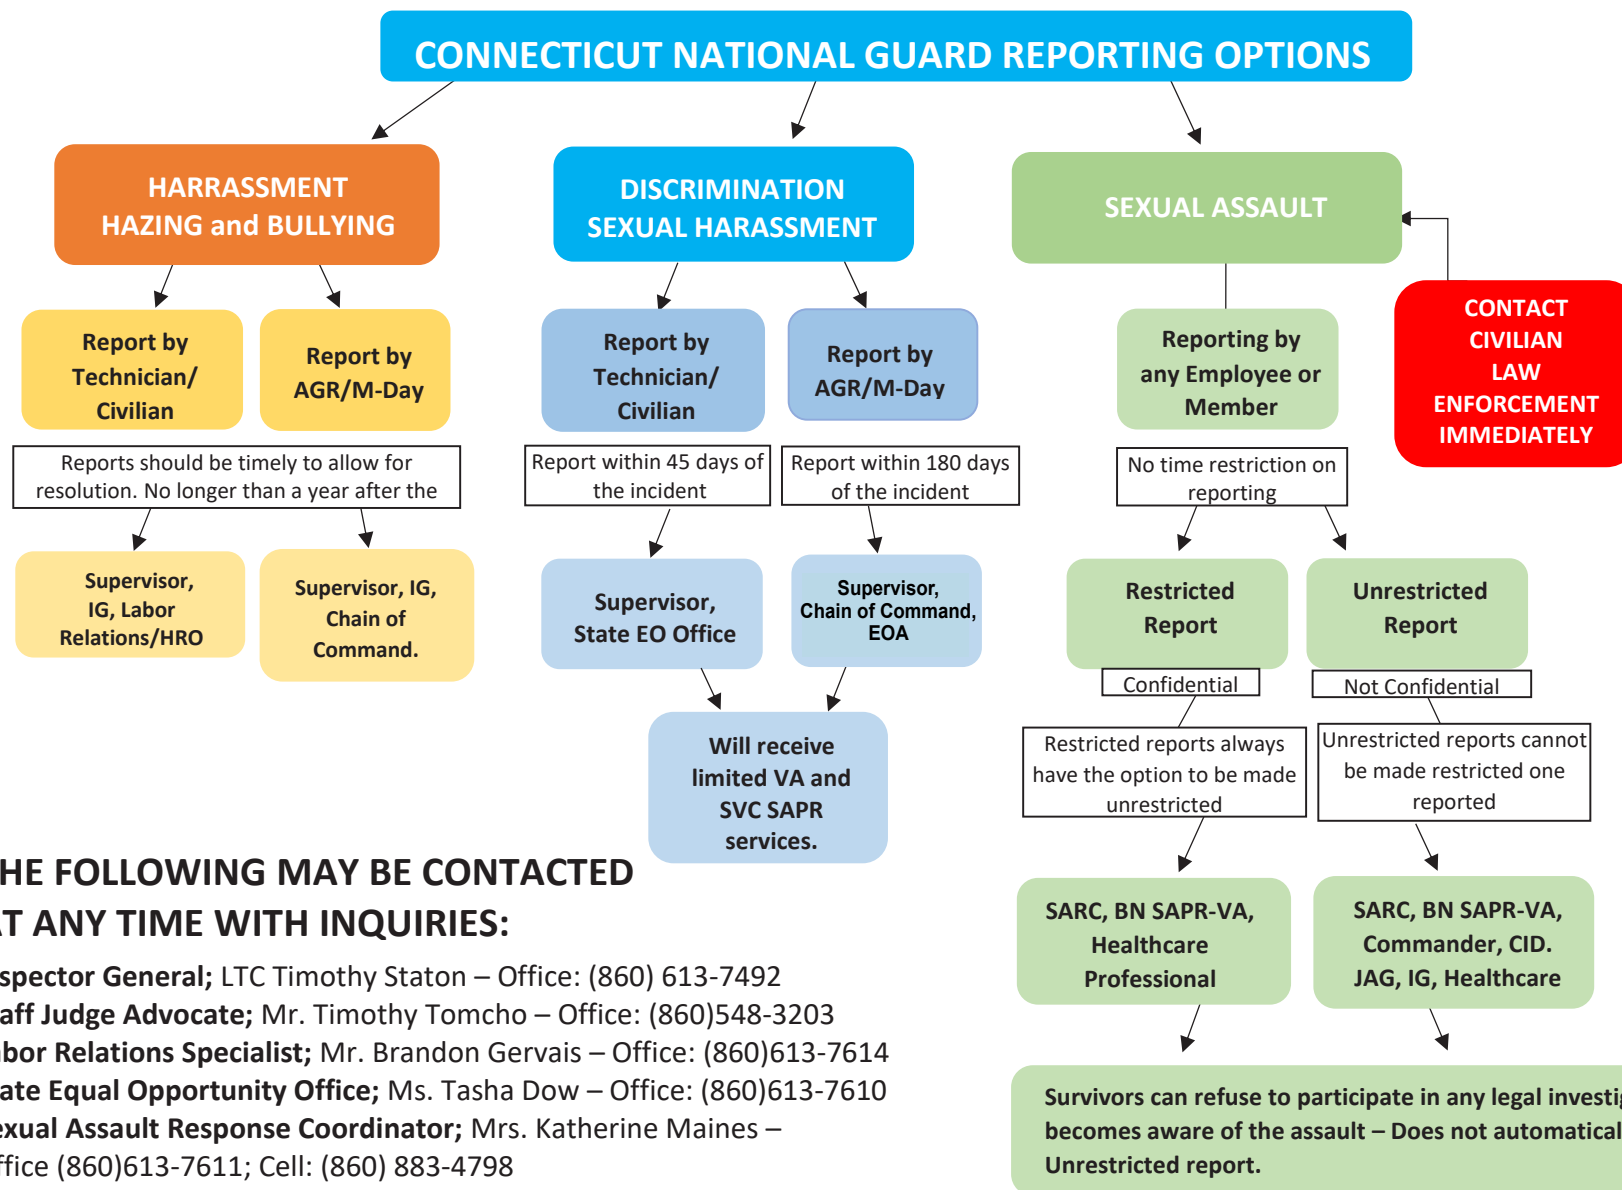 CONNECTICUT NATIONAL GUARD REPORTING OPTIONS
HARRASSMENT
HAZING and BULLYING
Report by
Technician/
Civilian
Report by
AGR/M-Day
Reports should be timely to allow for
resolution. No longer than a year after the
Supervisor,
IG, Labor
Relations/HRO
Supervisor, IG,
Chain of
Command.
DISCRIMINATION
SEXUAL HARASSMENT
Report by
Technician/
Civilian
Report by
AGR/M-Day
Report within 45 days of
the incident
Report within 180 days
of the incident
Supervisor,
State EO Office
Supervisor,
Chain of Command,
EOA
Will receive
limited VA and
SVC SAPR
services.
SEXUAL ASSAULT
CONTACT
CIVILIAN
LAW
ENFORCEMENT
IMMEDIATELY
Reporting by
any Employee or
Member
No time restriction on
reporting
Restricted
Report
Unrestricted
Report
Confidential
Not Confidential
Restricted reports always
have the option to be made
unrestricted
Unrestricted reports cannot
be made restricted one
reported
SARC, BN SAPR-VA,
Healthcare
Professional
SARC, BN SAPR-VA,
Commander, CID.
JAG, IG, Healthcare
Survivors can refuse to participate in any legal investig
becomes aware of the assault – Does not automatical
Unrestricted report.
HE FOLLOWING MAY BE CONTACTED
AT ANY TIME WITH INQUIRIES:
spector General; LTC Timothy Staton – Office: (860) 613-7492
aff Judge Advocate; Mr. Timothy Tomcho – Office: (860)548-3203
bor Relations Specialist; Mr. Brandon Gervais – Office: (860)613-7614
ate Equal Opportunity Office; Ms. Tasha Dow – Office: (860)613-7610
exual Assault Response Coordinator; Mrs. Katherine Maines –
ffice (860)613-7611; Cell: (860) 883-4798